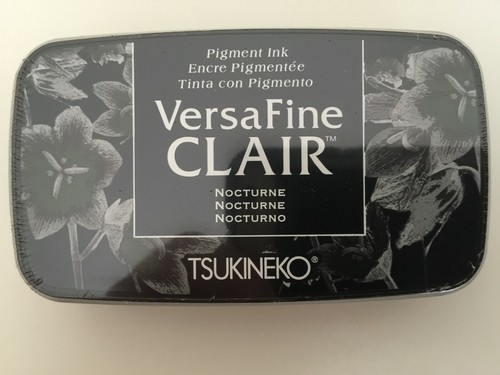 Pigment Ink
Encre Pigmentée
Tinta con Pigmento
VersaFine
CLAIR™
NOCTURNE
NOCTURNE
NOCTURNO
TSUKINEKO®